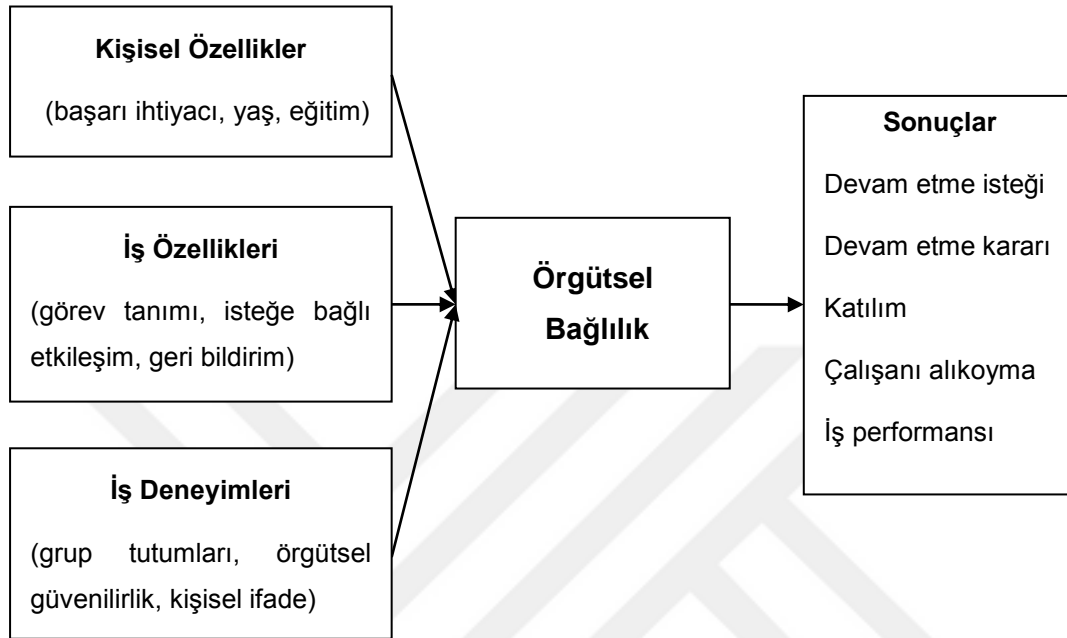 Kişisel Özellikler
(başarı ihtiyacı, yaş, eğitim)
İş Özellikleri
(görev tanımı, isteğe bağlı
etkileşim, geri bildirim)
İş Deneyimleri
(grup tutumları, örgütsel
güvenilirlik, kişisel ifade)
Örgütsel
Bağlılık
Sonuçlar
Devam etme isteği
Devam etme kararı
Katılım
Çalışanı alıkoyma
İş performansı